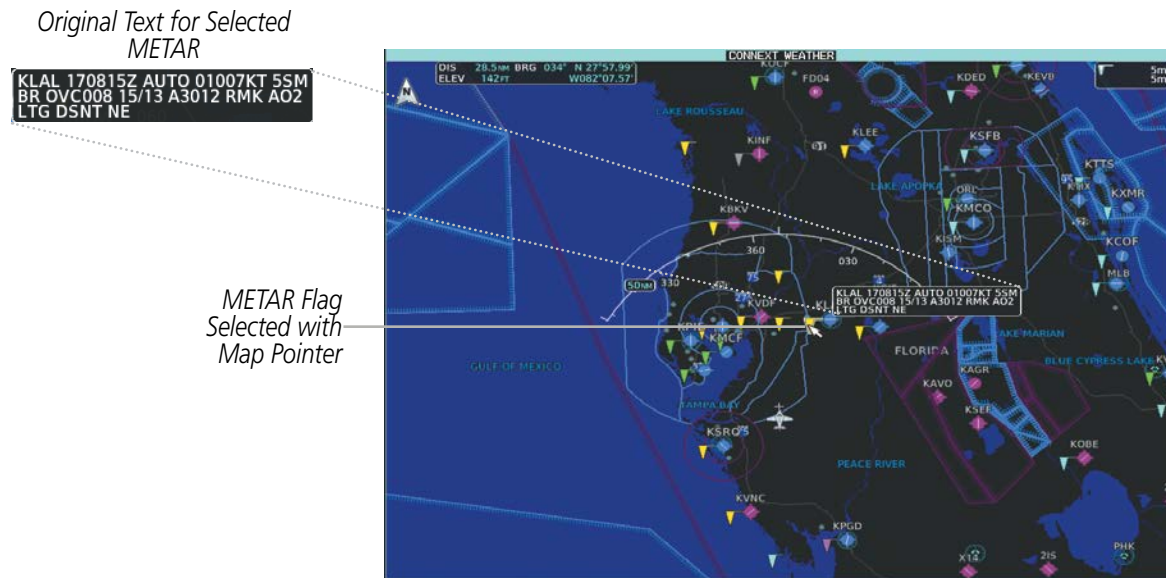 Original Text for Selected
METAR
KLAL 170815Z AUTO 01007KT 5SM
BR OVC008 15/13 A3012 RMK AO2
LTG DSNT NE
METAR Flag
Selected with
Map Pointer
CONNEXT WEATHER
DIS 28.5NM BRG 034° N 27°57.99'
ELEV 142FT W082°07.57'
N
5m
5m
KOCF
FD04
KDED
KEVB
LAKE ROUSSEAU
KINF
KLEE
KSFB
KTTS
LAKE APOPKA
ORL
KXMR
KBKV
KMCO
KISM
KCOF
360
030
330
MLB
50NM
KVDF
KLAL 170815Z AUTO 01007KT 5SM
BR OVC008 15/13 A3012 RMK AO2
LTG DSNT NE
KMCF
LAKE MARIAN
FLORIDA
BLUE CYPRESS LAKE
GULF OF MEXICO
KAGR
KAVO
TAMPA BAY
KSEF
KSRQ
KOBE
PEACE RIVER
KVNC
KPGD
X14
2IS
PHK